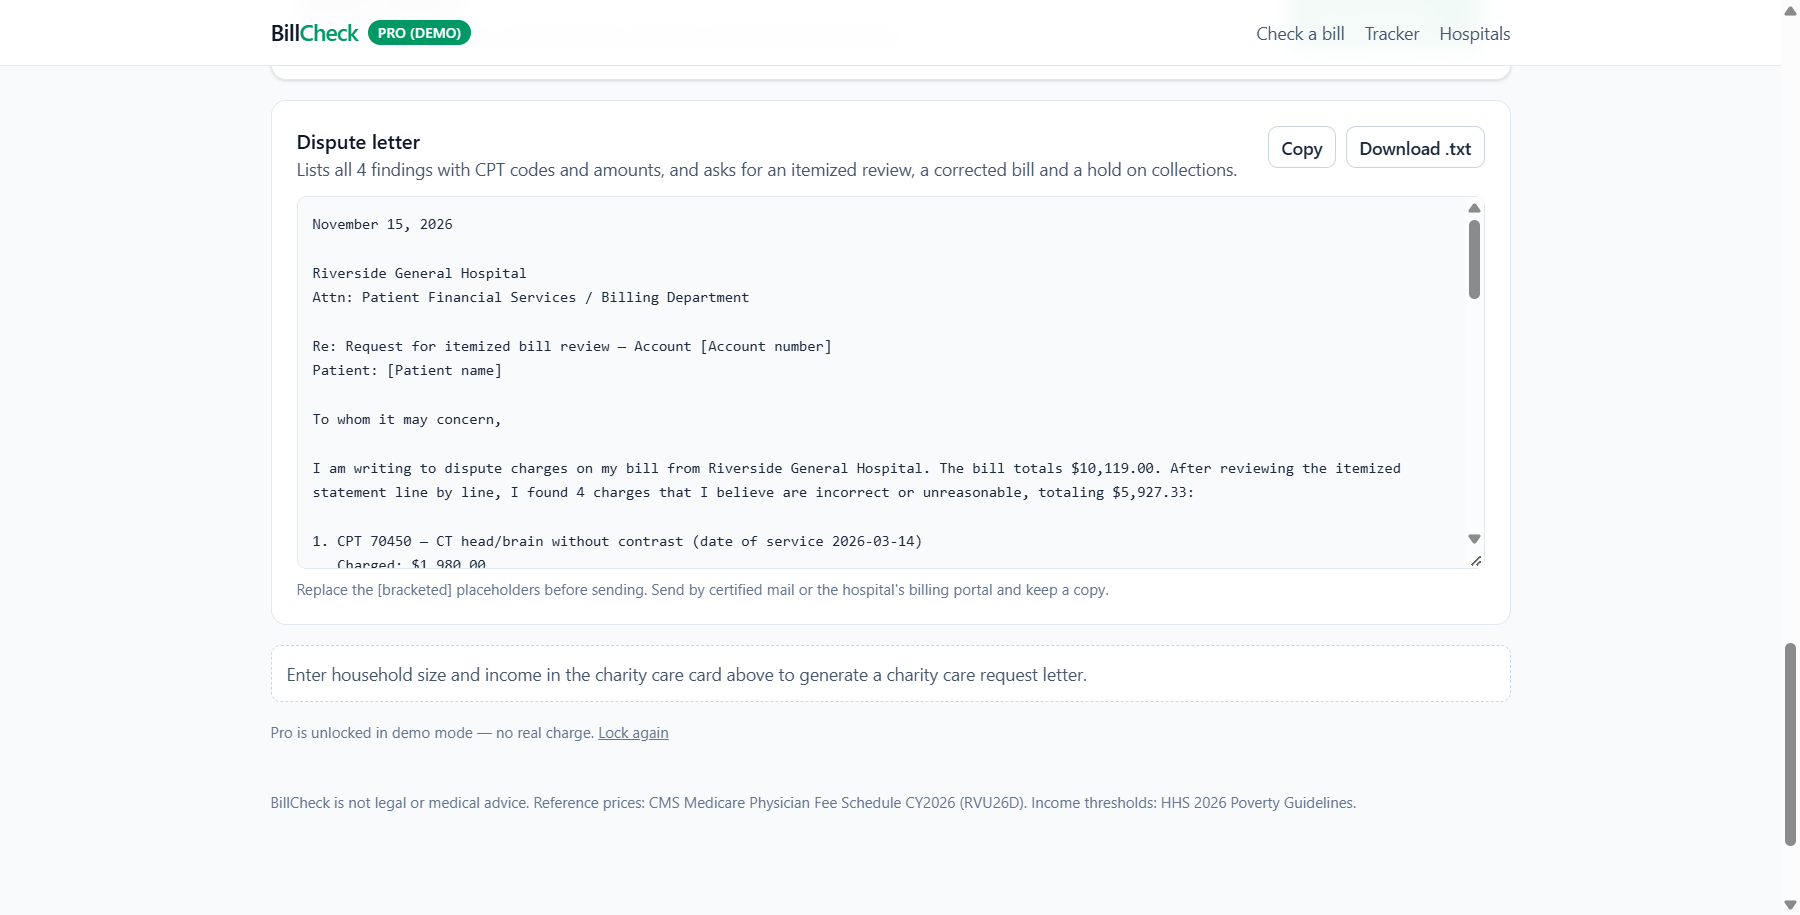 BillCheck PRO (DEMO) Check a bill Tracker Hospitals
Dispute letter
Lists all 4 findings with CPT codes and amounts, and asks for an itemized review, a corrected bill and a hold on collections.
Copy Download .txt
November 15, 2026
Riverside General Hospital
Attn: Patient Financial Services / Billing Department
Re: Request for itemized bill review — Account [Account number]
Patient: [Patient name]
To whom it may concern,
I am writing to dispute charges on my bill from Riverside General Hospital. The bill totals $10,119.00. After reviewing the itemized
statement line by line, I found 4 charges that I believe are incorrect or unreasonable, totaling $5,927.33:
1. CPT 70450 — CT head/brain without contrast (date of service 2026-03-14)
Charged: $1,980.00
Replace the [bracketed] placeholders before sending. Send by certified mail or the hospital's billing portal and keep a copy.
Enter household size and income in the charity care card above to generate a charity care request letter.
Pro is unlocked in demo mode — no real charge. Lock again
BillCheck is not legal or medical advice. Reference prices: CMS Medicare Physician Fee Schedule CY2026 (RVU26D). Income thresholds: HHS 2026 Poverty Guidelines.